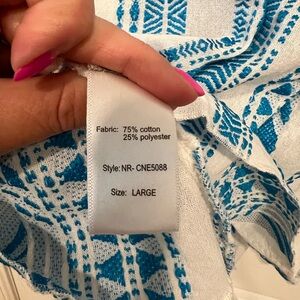 Fabric: 75% cotton
25% polyester
Style: NR- CNE5088
Size: LARGE